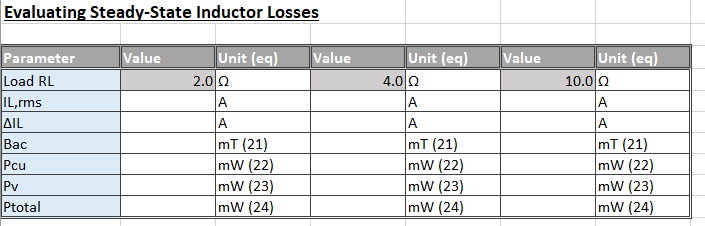 Evaluating Steady-State Inductor Losses
Parameter Value Unit (eq) Value Unit (eq) Value Unit (eq)
Load RL 2.0 Ω 4.0 Ω 10.0 Ω
IL,rms A A A
ΔIL A A A
Bac mT (21) mT (21) mT (21)
Pcu mW (22) mW (22) mW (22)
Pv mW (23) mW (23) mW (23)
Ptotal mW (24) mW (24) mW (24)